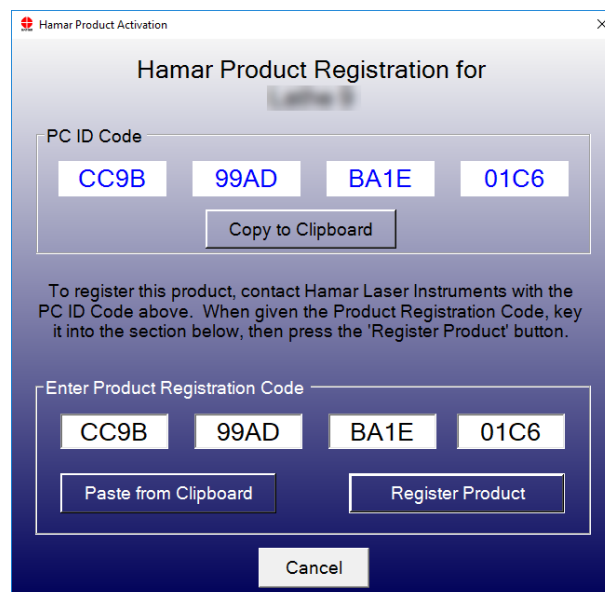 Hamar Product Activation
Hamar Product Registration for
PC ID Code
CC9B 99AD BA1E 01C6
Copy to Clipboard
To register this product, contact Hamar Laser Instruments with the
PC ID Code above. When given the Product Registration Code, key
it into the section below, then press the 'Register Product' button.
Enter Product Registration Code
CC9B 99AD BA1E 01C6
Paste from Clipboard Register Product
Cancel